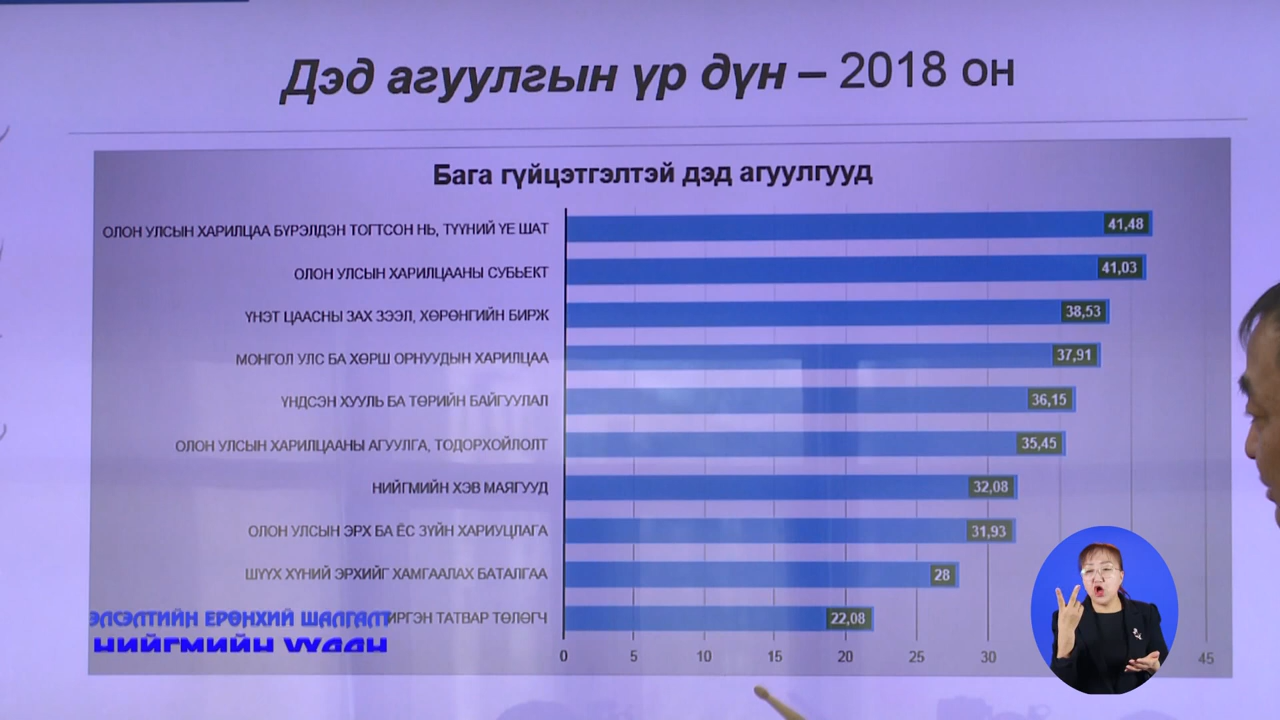 Дэд агуулгын үр дүн – 2018 он
Бага гүйцэтгэлтэй дэд агуулгууд
ОЛОН УЛСЫН ХАРИЛЦАА БҮРЭЛДЭН ТОГТСОН НЬ, ТҮҮНИЙ ҮЕ ШАТ 41,48
ОЛОН УЛСЫН ХАРИЛЦААНЫ СУБЬЕКТ 41,03
ҮНЭТ ЦААСНЫ ЗАХ ЗЭЭЛ, ХӨРӨНГИЙН БИРЖ 38,53
МОНГОЛ УЛС БА ХӨРШ ОРНУУДЫН ХАРИЛЦАА 37,91
ҮНДСЭН ХУУЛЬ БА ТӨРИЙН БАЙГУУЛАЛ 36,15
ОЛОН УЛСЫН ХАРИЛЦААНЫ АГУУЛГА, ТОДОРХОЙЛОЛТ 35,45
НИЙГМИЙН ХЭВ МАЯГУУД 32,08
ОЛОН УЛСЫН ЭРХ БА ЁС ЗҮЙН ХАРИУЦЛАГА 31,93
ШҮҮХ ХҮНИЙ ЭРХИЙГ ХАМГААЛАХ БАТАЛГАА 28
ТАТВАР ТӨЛӨГЧ 22,08
0 5 10 15 20 25 30 45
ЭЛСЭЛТИЙН ЕРӨНХИЙ ШАЛГАЛТ
НИЙГМИЙН